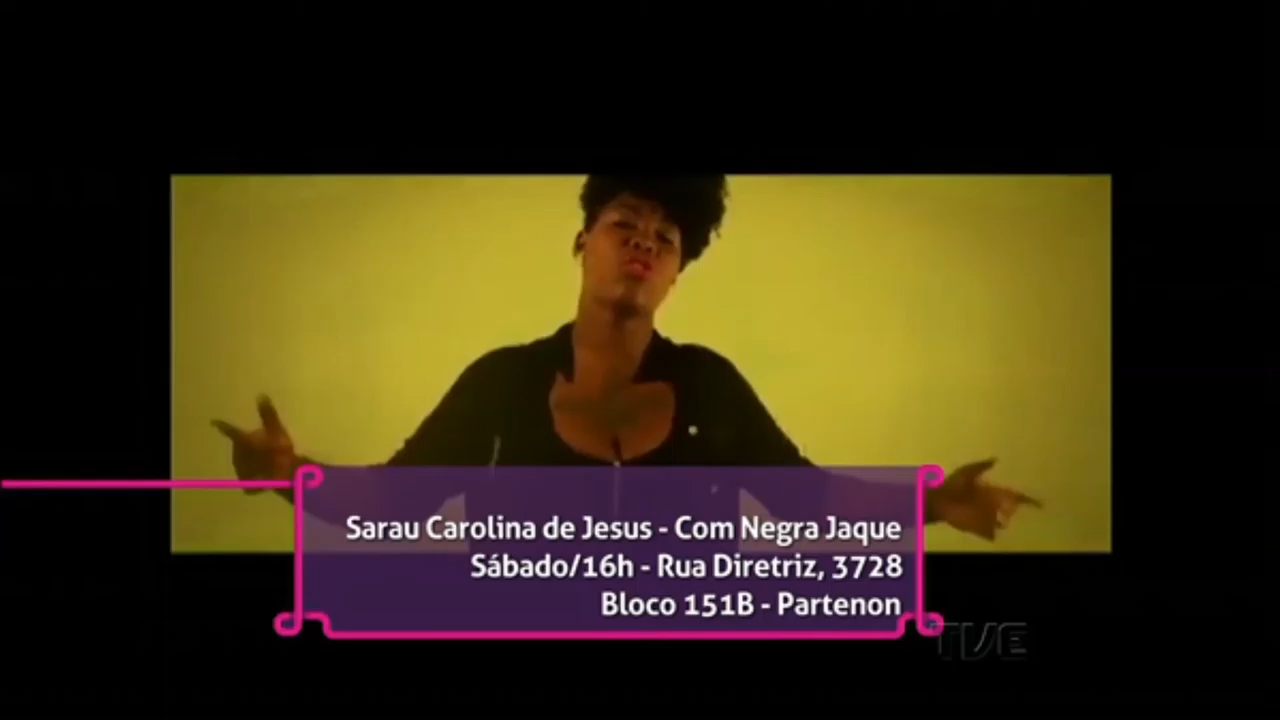 Sarau Carolina de Jesus - Com Negra Jaque
Sábado/16h - Rua Diretriz, 3728
Bloco 151B - Partenon
TVE